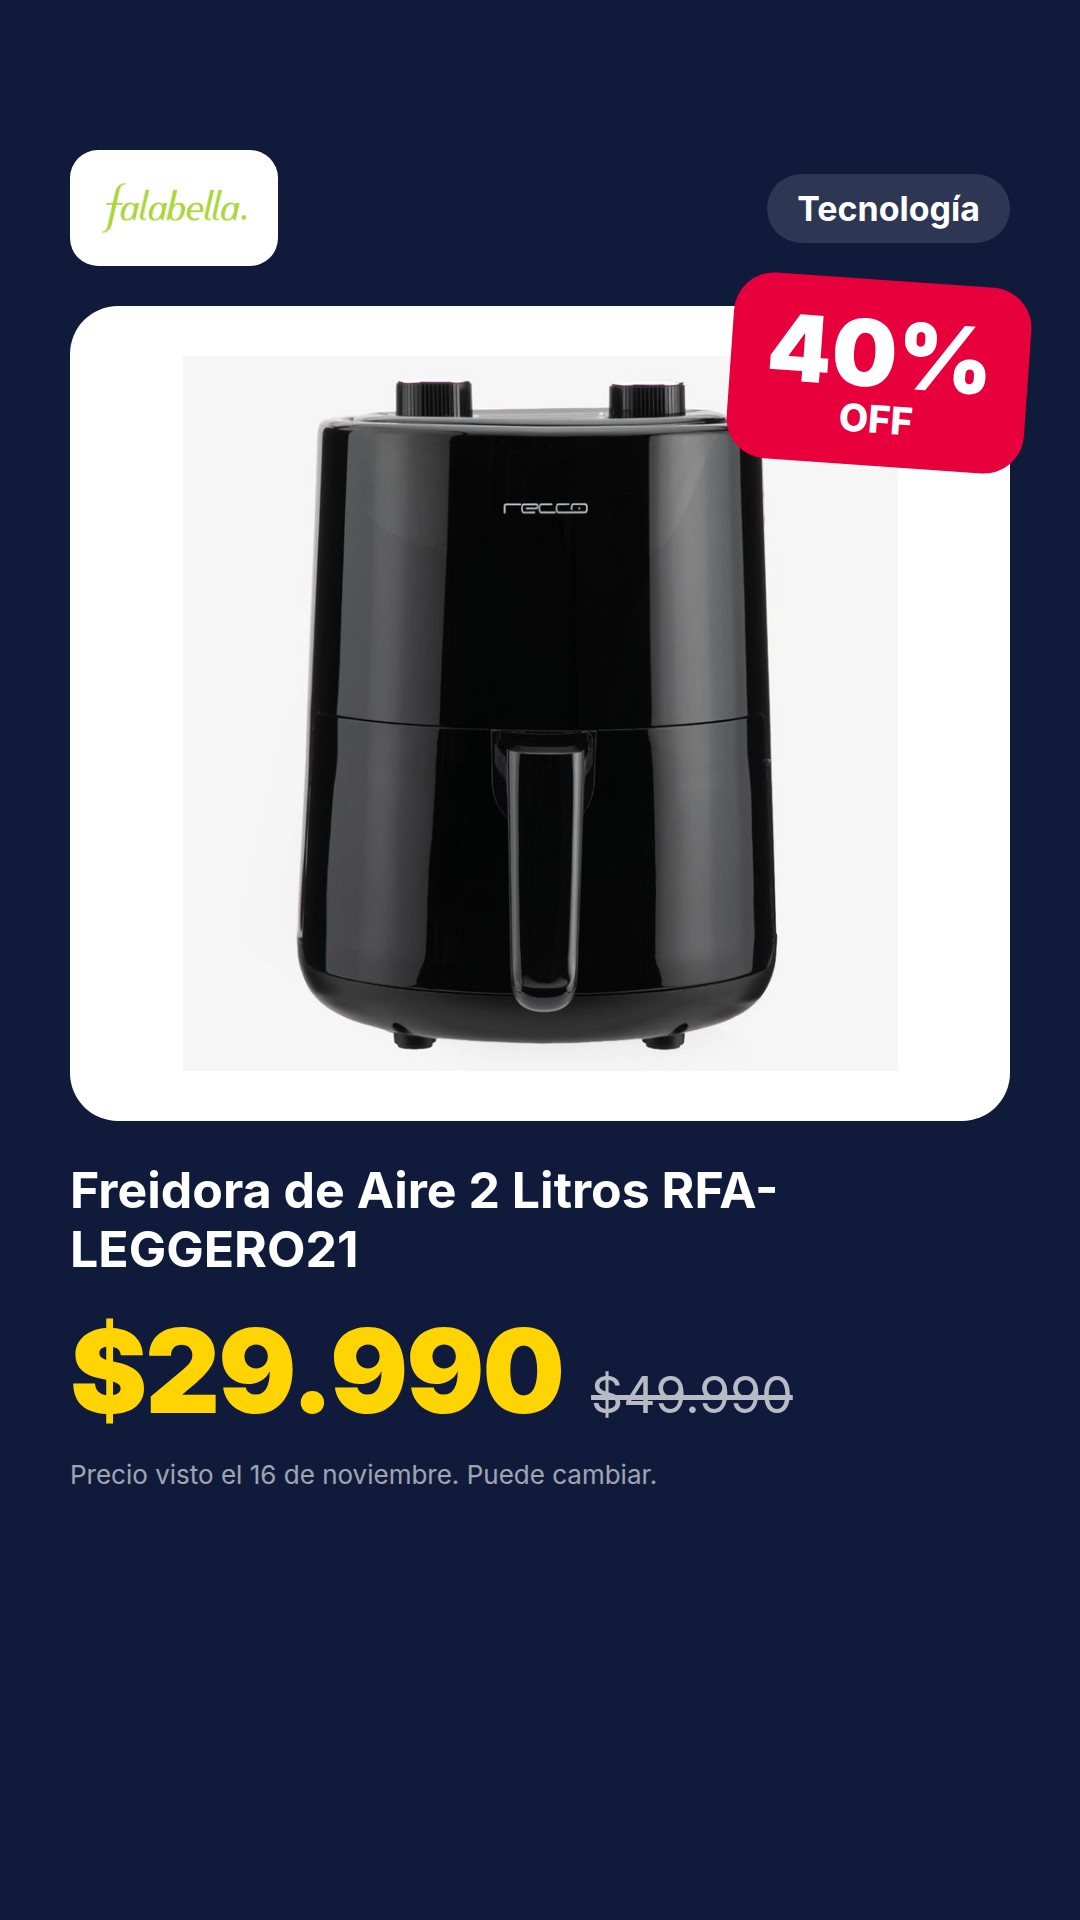 falabella.
Tecnología
40%
OFF
recco
Freidora de Aire 2 Litros RFA-
LEGGERO21
$29.990 $49.990
Precio visto el 16 de noviembre. Puede cambiar.